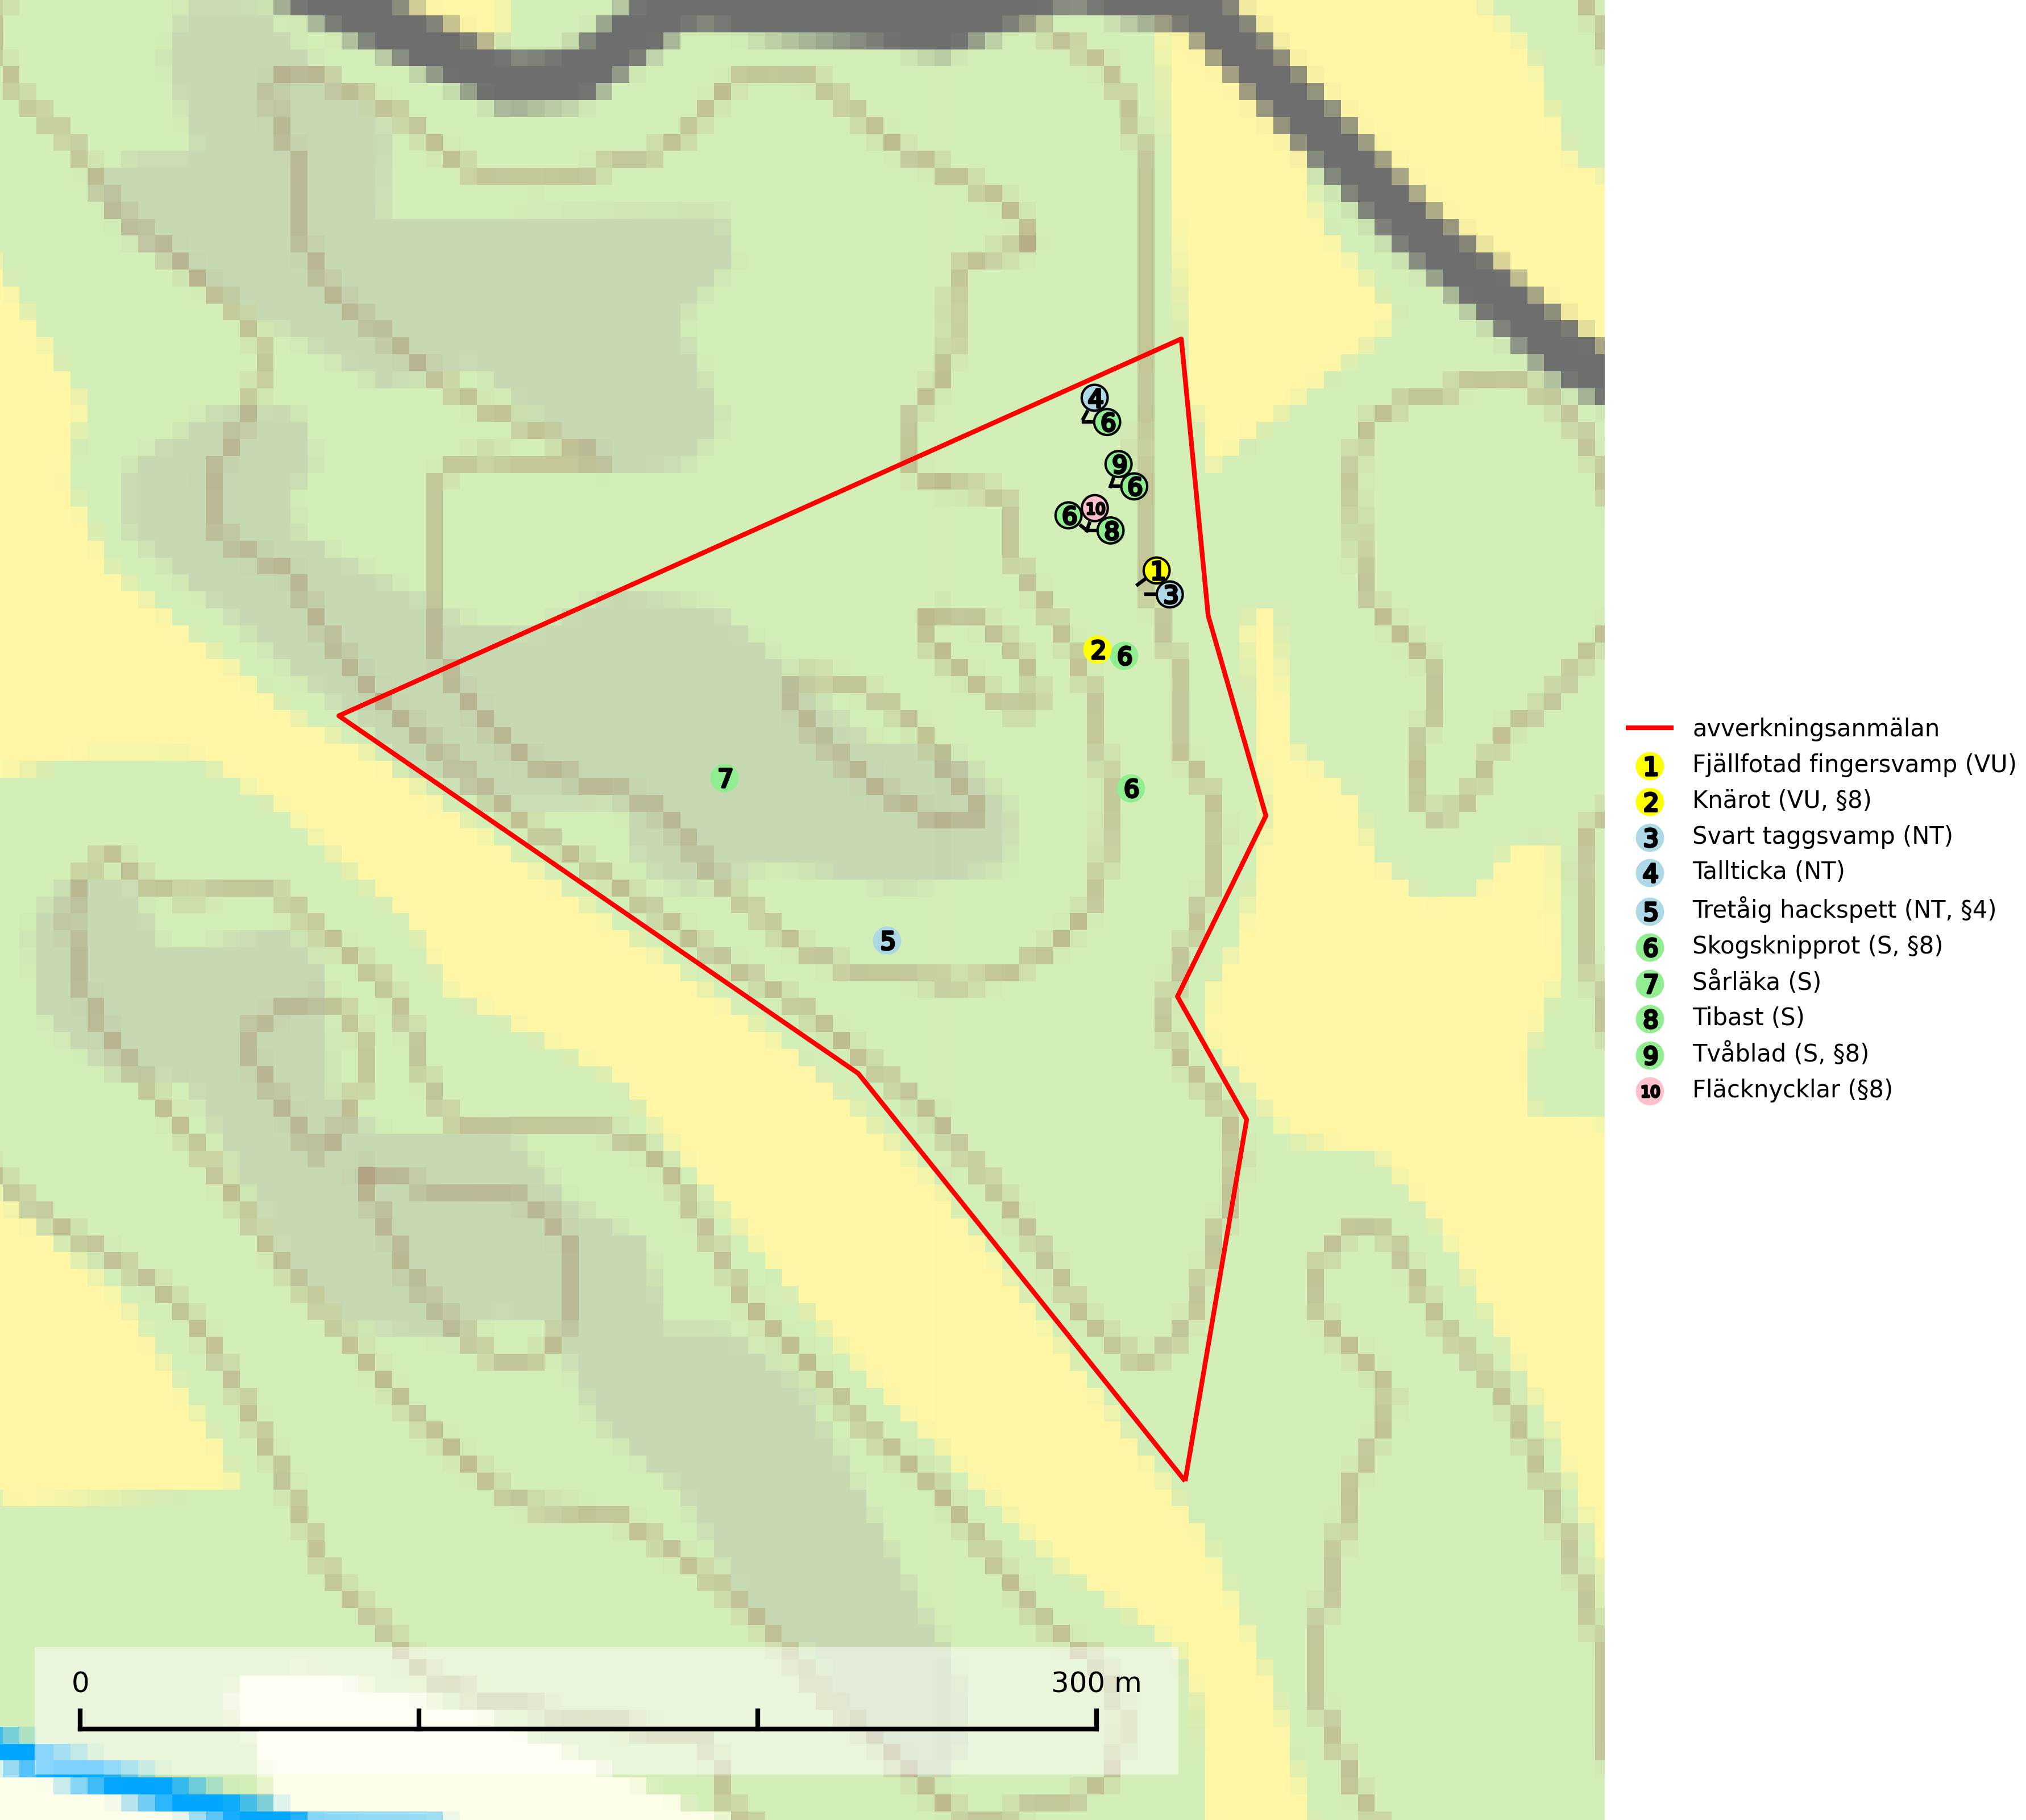 4
6
9
6
6
10
8
1
3
2
6
7
6
5
avverkningsanmälan
1 Fjällfotad fingersvamp (VU)
2 Knärot (VU, §8)
3 Svart taggsvamp (NT)
4 Tallticka (NT)
5 Tretåig hackspett (NT, §4)
6 Skogsknipprot (S, §8)
7 Sårläka (S)
8 Tibast (S)
9 Tvåblad (S, §8)
10 Fläcknycklar (§8)
0 300 m